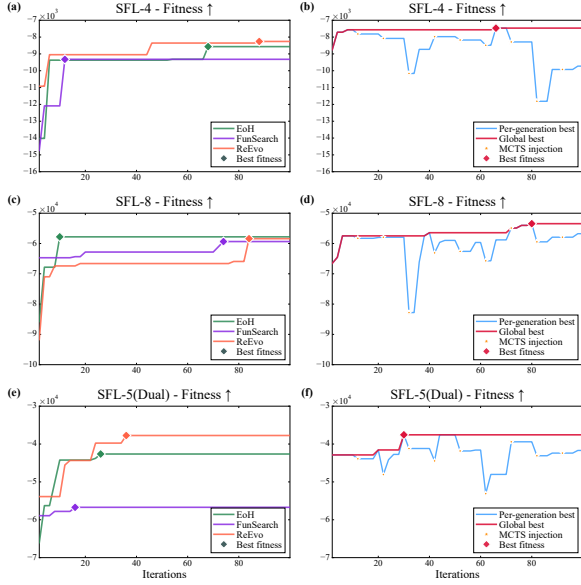 (a) SFL-4 - Fitness ↑
×10³
−7
−8
−9
−10
−11
−12
−13
−14
−15
−16
20 40 60 80
EoH
FunSearch
ReEvo
Best fitness
(b) SFL-4 - Fitness ↑
×10³
−7
−8
−9
−10
−11
−12
−13
−14
−15
−16
20 40 60 80
Per-generation best
Global best
MCTS injection
Best fitness
(c) SFL-8 - Fitness ↑
×10⁴
−5
−6
−7
−8
−9
−10
20 40 60 80
EoH
FunSearch
ReEvo
Best fitness
(d) SFL-8 - Fitness ↑
×10⁴
−5
−6
−7
−8
−9
−10
20 40 60 80
Per-generation best
Global best
MCTS injection
Best fitness
(e) SFL-5(Dual) - Fitness ↑
×10⁴
−3
−4
−5
−6
−7
20 40 60 80
EoH
FunSearch
ReEvo
Best fitness
Iterations
(f) SFL-5(Dual) - Fitness ↑
×10⁴
−3
−4
−5
−6
−7
20 40 60 80
Per-generation best
Global best
MCTS injection
Best fitness
Iterations